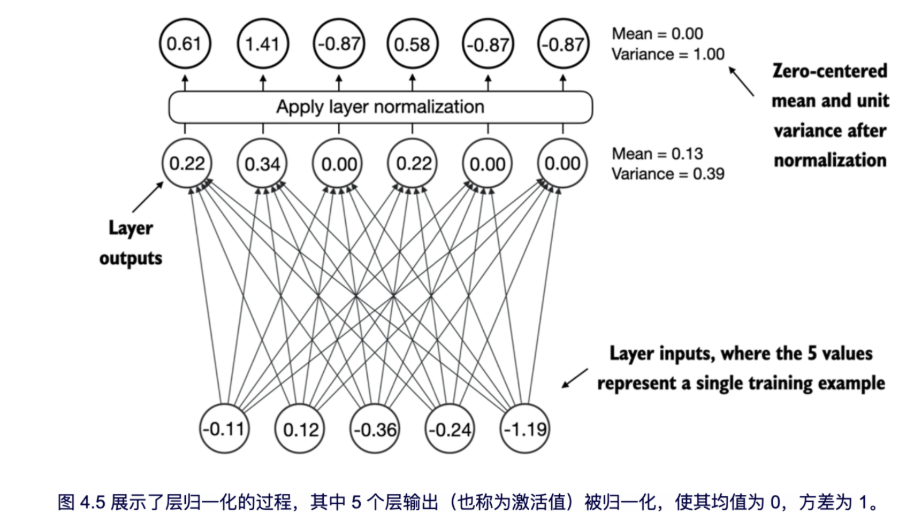 0.61 1.41 -0.87 0.58 -0.87 -0.87
Mean = 0.00
Variance = 1.00
Zero-centered
mean and unit
variance after
normalization
Apply layer normalization
0.22 0.34 0.00 0.22 0.00 0.00
Mean = 0.13
Variance = 0.39
Layer
outputs
Layer inputs, where the 5 values
represent a single training example
-0.11 0.12 -0.36 -0.24 -1.19
图 4.5 展示了层归一化的过程，其中 5 个层输出（也称为激活值）被归一化，使其均值为 0，方差为 1。